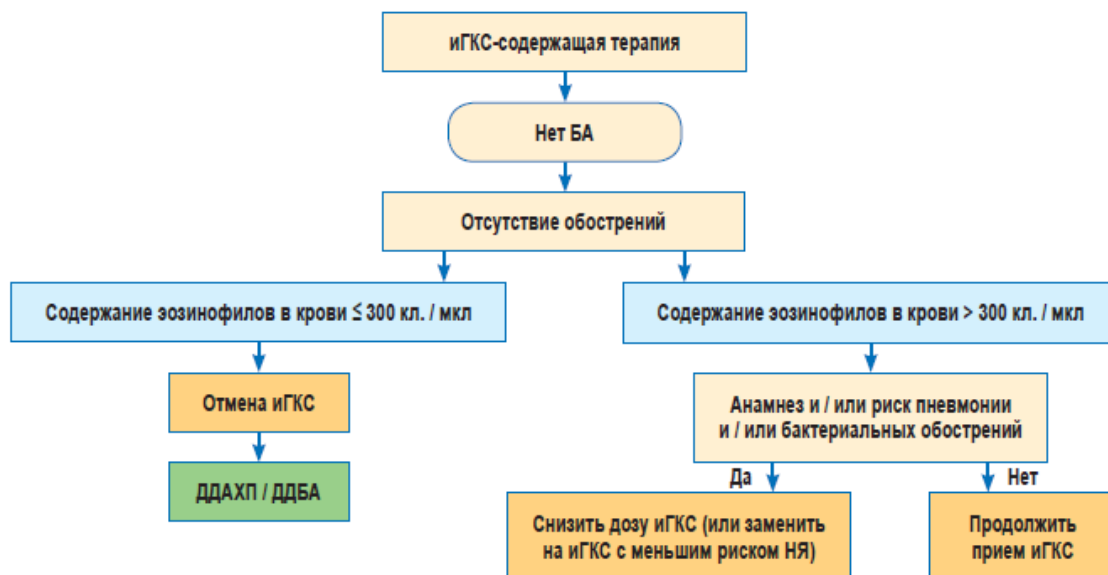 иГКС-содержащая терапия
Нет БА
Отсутствие обострений
Содержание эозинофилов в крови ≤ 300 кл. / мкл
Содержание эозинофилов в крови > 300 кл. / мкл
Отмена иГКС
Анамнез и / или риск пневмонии
и / или бактериальных обострений
ДДАХП / ДДБА
Да
Нет
Снизить дозу иГКС (или заменить
на иГКС с меньшим риском НЯ)
Продолжить
прием иГКС